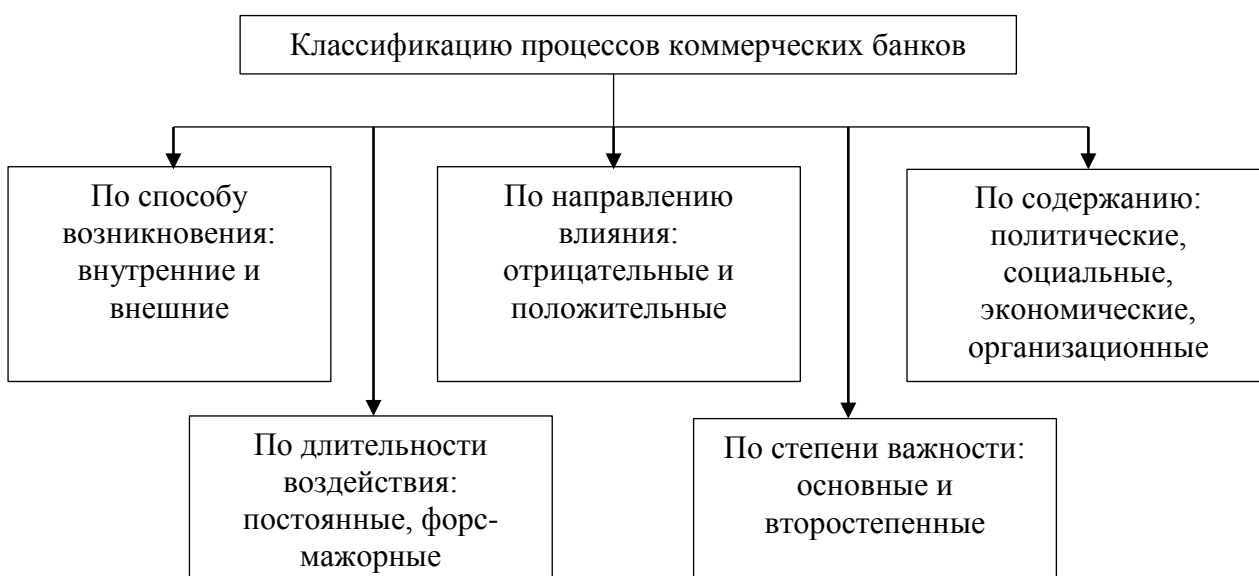 Классификацию процессов коммерческих банков
По способу
возникновения:
внутренние и
внешние
По направлению
влияния:
отрицательные и
положительные
По содержанию:
политические,
социальные,
экономические,
организационные
По длительности
воздействия:
постоянные, форс-
мажорные
По степени важности:
основные и
второстепенные